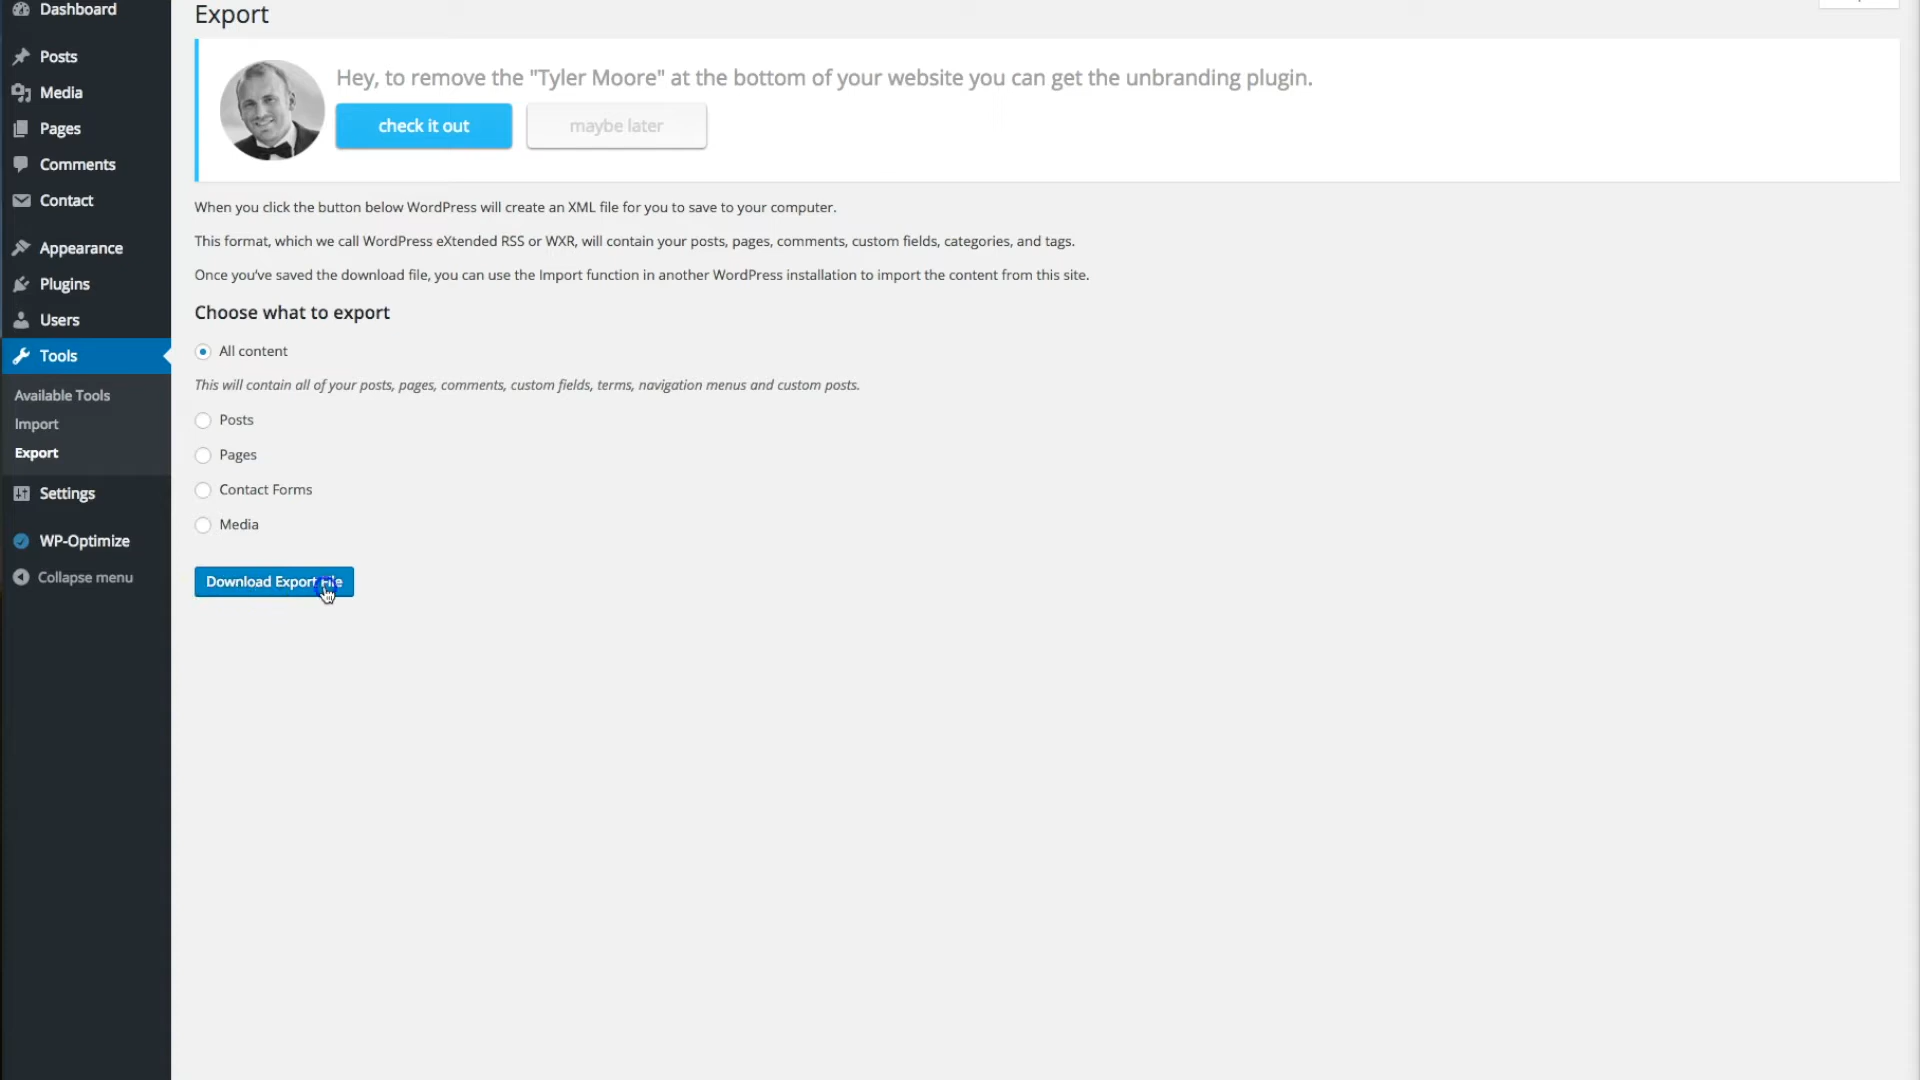 Dashboard
Posts
Media
Pages
Comments
Contact
Appearance
Plugins
Users
Tools
Available Tools
Import
Export
Settings
WP-Optimize
Collapse menu
Export
Hey, to remove the "Tyler Moore" at the bottom of your website you can get the unbranding plugin.
check it out
maybe later
When you click the button below WordPress will create an XML file for you to save to your computer.
This format, which we call WordPress eXtended RSS or WXR, will contain your posts, pages, comments, custom fields, categories, and tags.
Once you've saved the download file, you can use the Import function in another WordPress installation to import the content from this site.
Choose what to export
All content
This will contain all of your posts, pages, comments, custom fields, terms, navigation menus and custom posts.
Posts
Pages
Contact Forms
Media
Download Export File